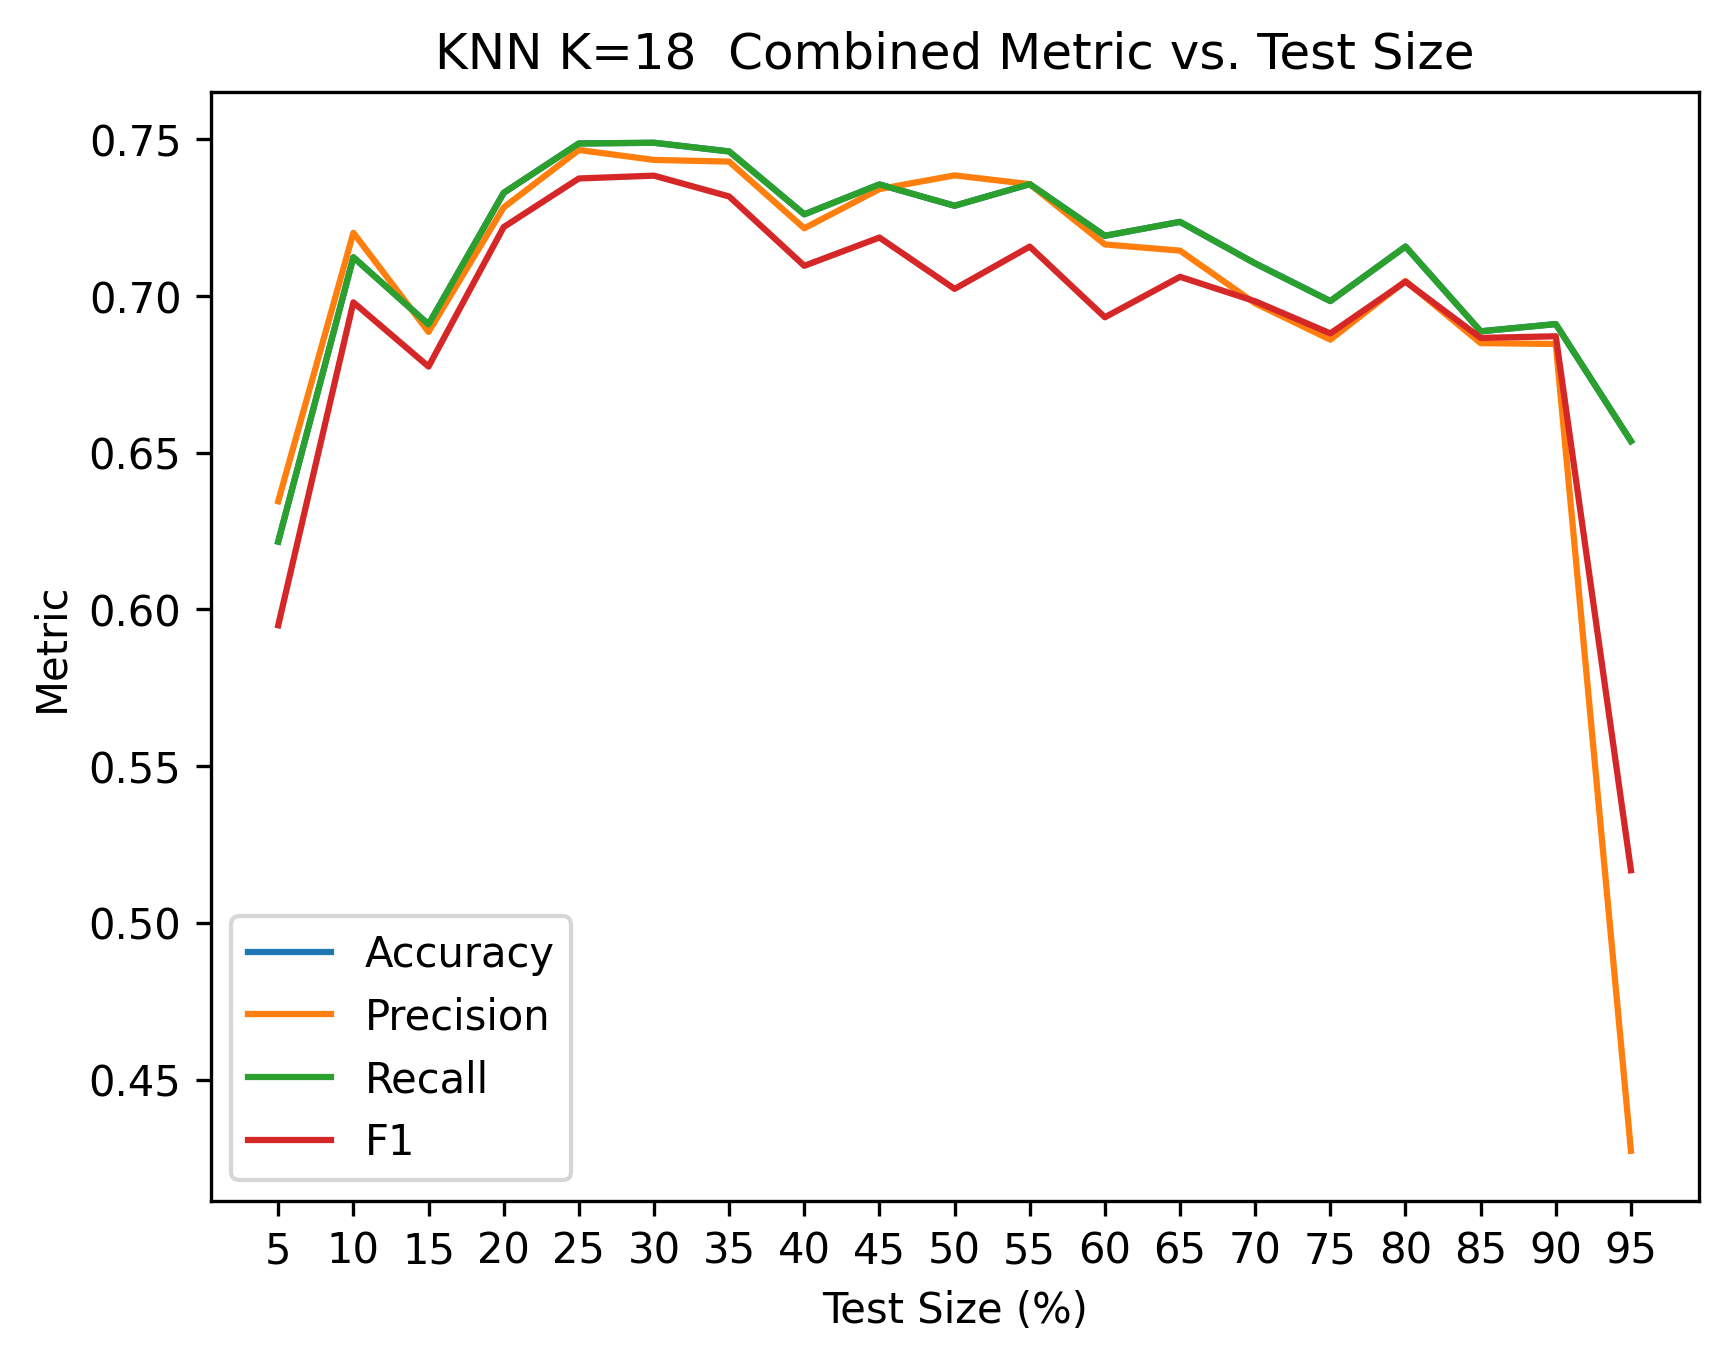 KNN K=18  Combined Metric vs. Test Size
0.75
0.70
0.65
0.60
0.55
0.50
0.45
Metric
Accuracy
Precision
Recall
F1
5 10 15 20 25 30 35 40 45 50 55 60 65 70 75 80 85 90 95
Test Size (%)